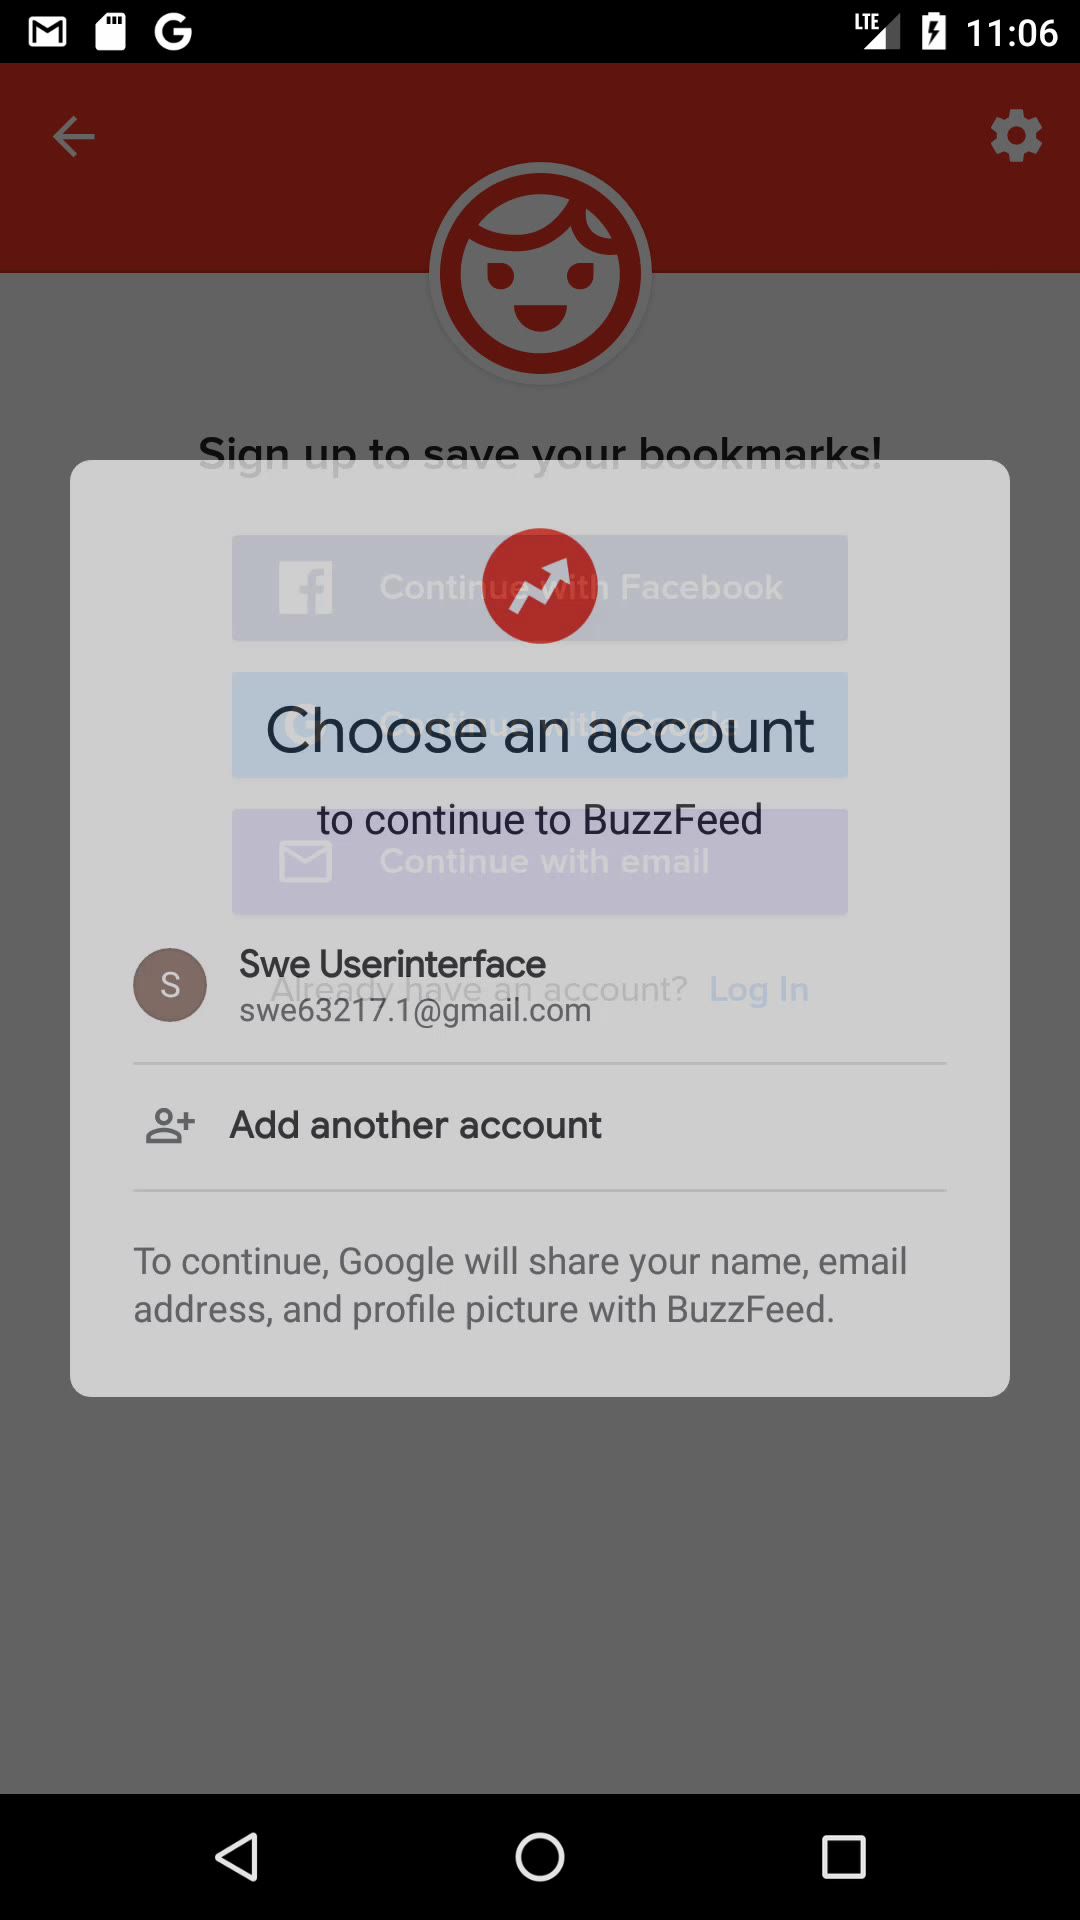 LTE 11:06
Sign up to save your bookmarks!
Continue with Facebook
Continue with Google
Choose an account
to continue to BuzzFeed
Continue with email
S
Swe Userinterface
Already have an account? Log In
swe63217.1@gmail.com
Add another account
To continue, Google will share your name, email
address, and profile picture with BuzzFeed.